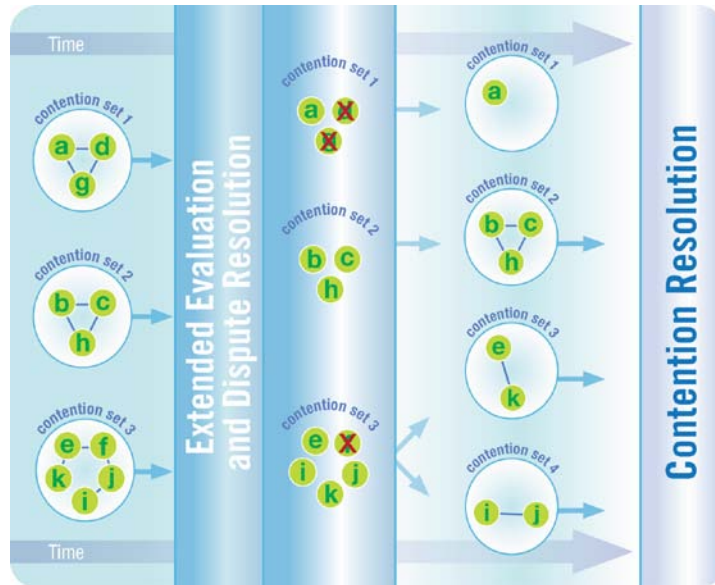 Time
contention set 1
a d
g
contention set 2
b c
h
contention set 3
e f
k j
i
Time
Extended Evaluation
and Dispute Resolution
contention set 1
a
contention set 2
b c
h
contention set 3
e
i j
k
contention set 1
a
contention set 2
b c
h
contention set 3
e
k
contention set 4
i j
Contention Resolution